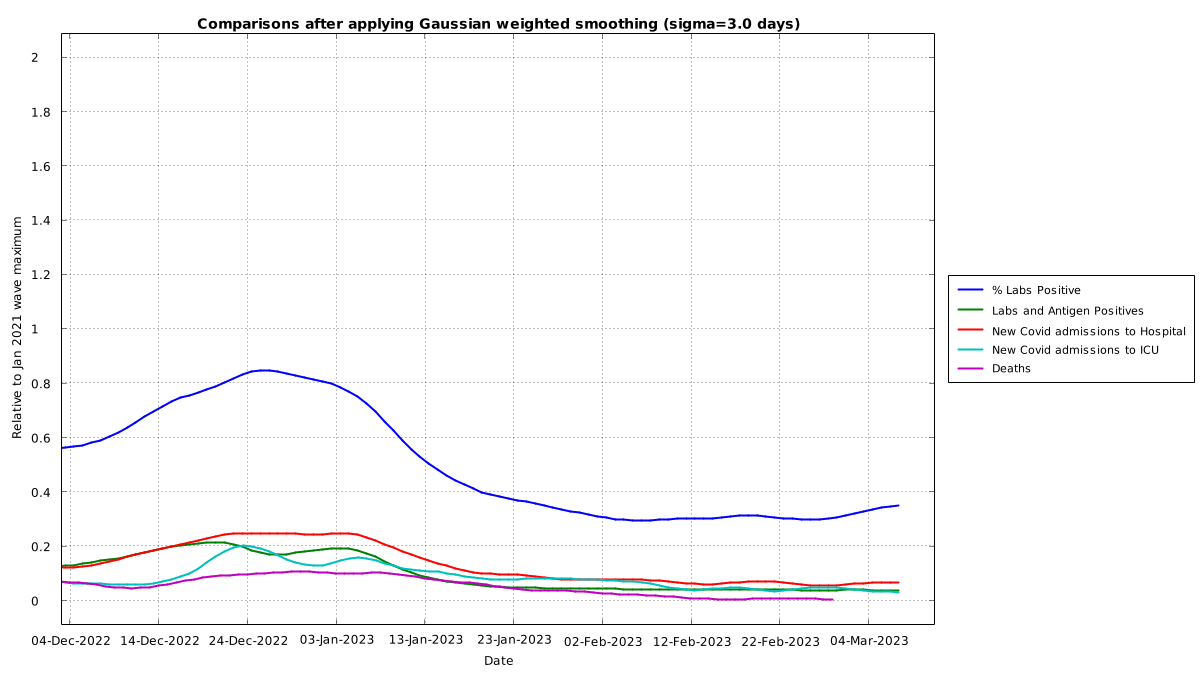 Comparisons after applying Gaussian weighted smoothing (sigma=3.0 days)
2
1.8
1.6
1.4
1.2
1
0.8
0.6
0.4
0.2
0
Relative to Jan 2021 wave maximum
04-Dec-2022 14-Dec-2022 24-Dec-2022 03-Jan-2023 13-Jan-2023 23-Jan-2023 02-Feb-2023 12-Feb-2023 22-Feb-2023 04-Mar-2023
Date
% Labs Positive
Labs and Antigen Positives
New Covid admissions to Hospital
New Covid admissions to ICU
Deaths